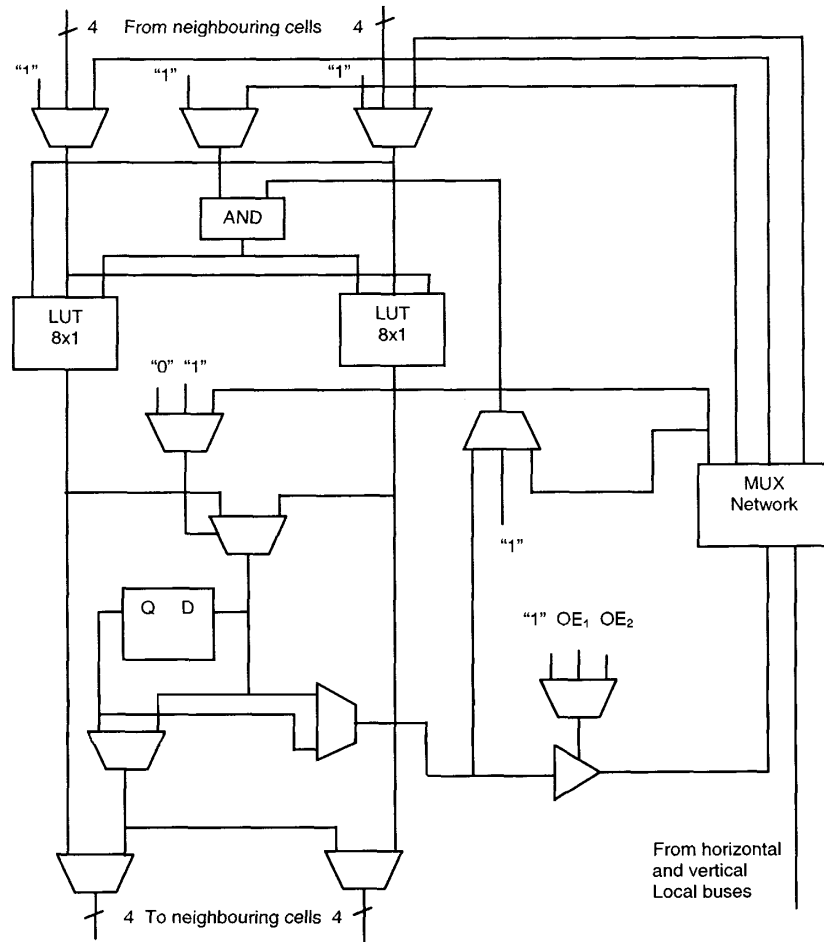 4 From neighbouring cells 4
“1” “1” “1”
AND
LUT
8x1
LUT
8x1
“0” “1”
MUX
Network
“1”
Q D
“1” OE₁ OE₂
From horizontal
and vertical
Local buses
4 To neighbouring cells 4